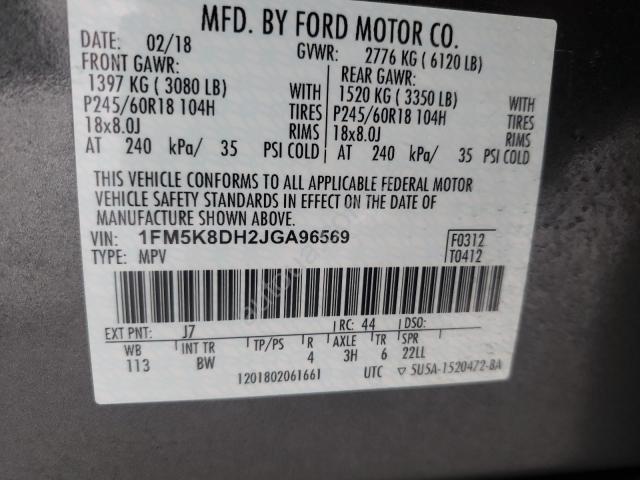 MFD. BY FORD MOTOR CO.
DATE: 02/18 GVWR: 2776 KG ( 6120 LB)
FRONT GAWR: REAR GAWR:
1397 KG ( 3080 LB) WITH 1520 KG ( 3350 LB) WITH
P245/60R18 104H TIRES P245/60R18 104H TIRES
18x8.0J RIMS 18x8.0J RIMS
AT 240 kPa/ 35 PSI COLD AT 240 kPa/ 35 PSI COLD
THIS VEHICLE CONFORMS TO ALL APPLICABLE FEDERAL MOTOR
VEHICLE SAFETY STANDARDS IN EFFECT ON THE DATE OF
MANUFACTURE SHOWN ABOVE.
VIN: 1FM5K8DH2JGA96569 F0312
TYPE: MPV T0412
EXT PNT: J7 RC: 44 DSO:
WB INT TR TP/PS R AXLE TR SPR
113 BW 4 3H 6 22LL
1201802061661 UTC 5U5A-1520472-BA